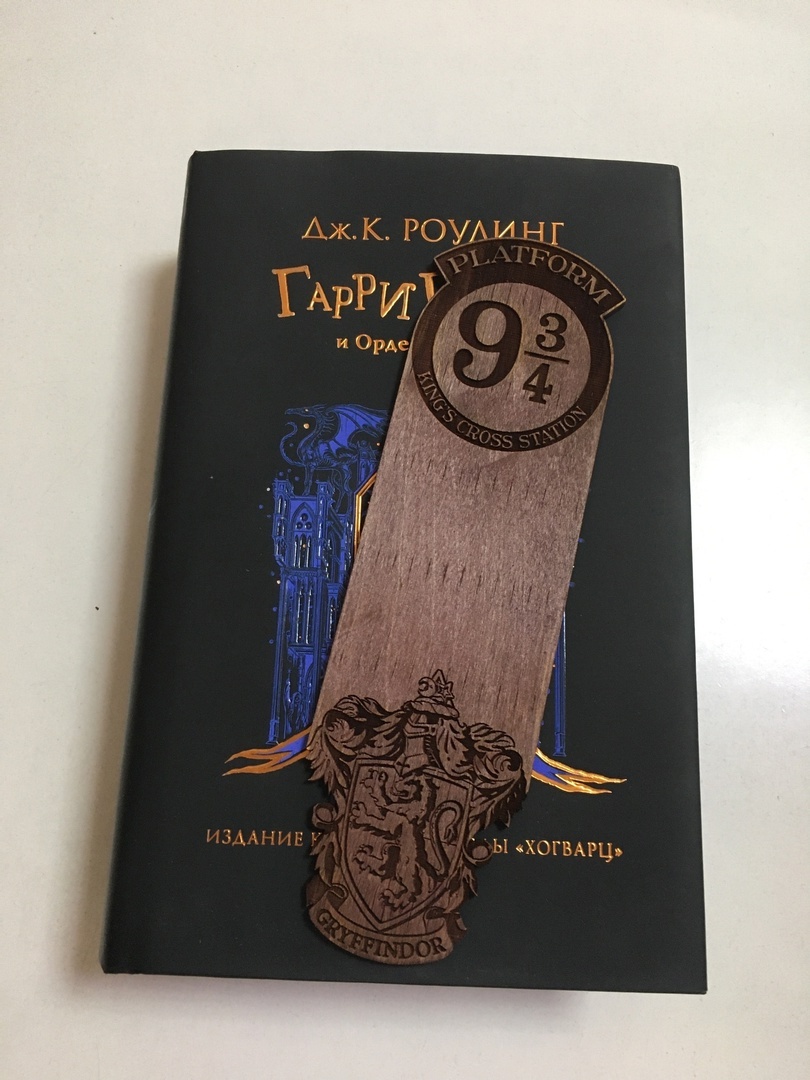 Дж. К. РОУЛИНГ
ГАРРИ
и Орде
ИЗДАНИЕ
«ХОГВАРЦ»
PLATFORM
9 3/4
KING'S CROSS STATION
GRYFFINDOR